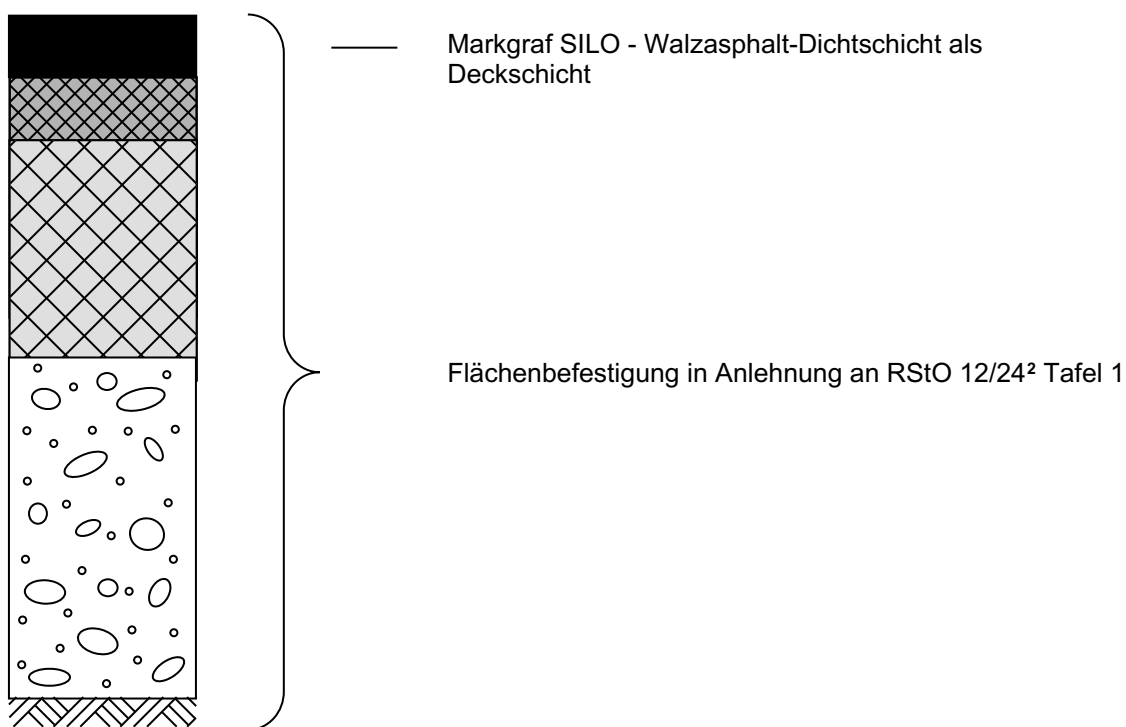 Markgraf SILO - Walzasphalt-Dichtschicht als
Deckschicht
Flächenbefestigung in Anlehnung an RStO 12/24² Tafel 1